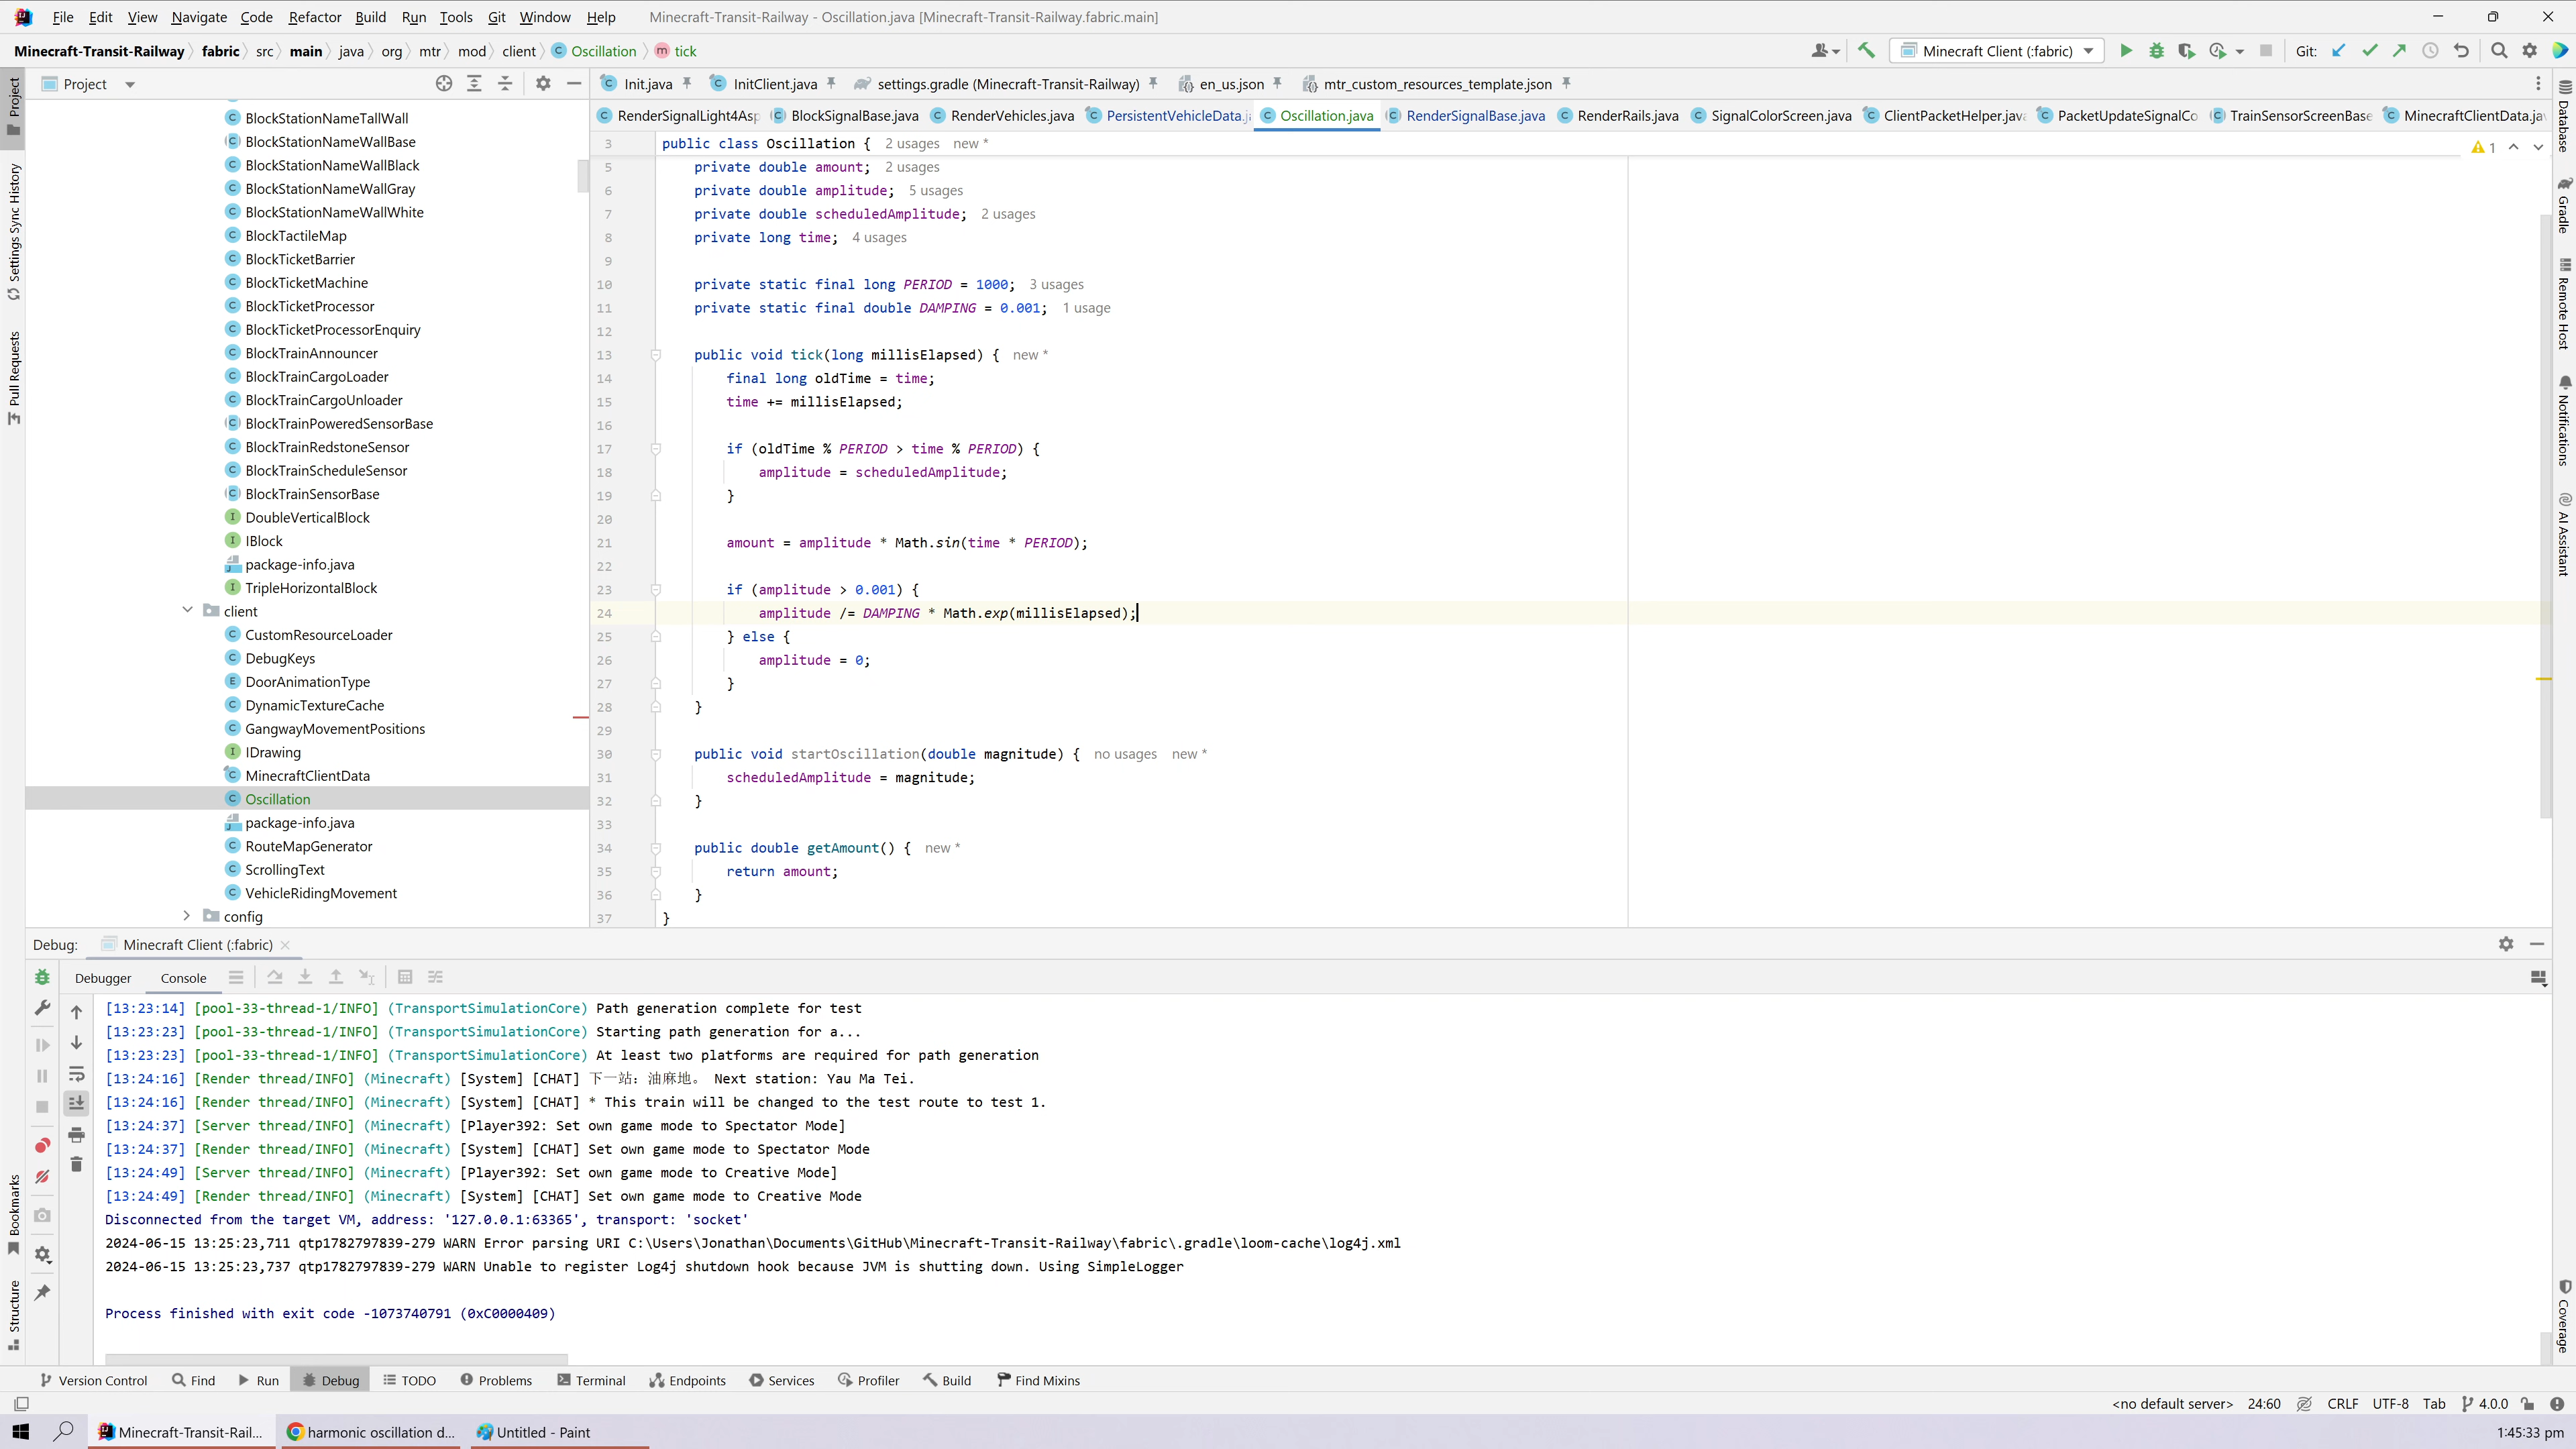 File Edit View Navigate Code Refactor Build Run Tools Git Window Help Minecraft-Transit-Railway - Oscillation.java [Minecraft-Transit-Railway.fabric.main]
Minecraft-Transit-Railway fabric src main java org mtr mod client Oscillation tick Minecraft Client (:fabric) Git:
Project
Init.java InitClient.java settings.gradle (Minecraft-Transit-Railway) en_us.json mtr_custom_resources_template.json
RenderSignalLight4Asp BlockSignalBase.java RenderVehicles.java PersistentVehicleData.j Oscillation.java RenderSignalBase.java RenderRails.java SignalColorScreen.java ClientPacketHelper.java PacketUpdateSignalCo TrainSensorScreenBase MinecraftClientData.ja
Project
Settings Sync History
Pull Requests
Bookmarks
Structure
BlockStationNameTallWall
BlockStationNameWallBase
BlockStationNameWallBlack
BlockStationNameWallGray
BlockStationNameWallWhite
BlockTactileMap
BlockTicketBarrier
BlockTicketMachine
BlockTicketProcessor
BlockTicketProcessorEnquiry
BlockTrainAnnouncer
BlockTrainCargoLoader
BlockTrainCargoUnloader
BlockTrainPoweredSensorBase
BlockTrainRedstoneSensor
BlockTrainScheduleSensor
BlockTrainSensorBase
DoubleVerticalBlock
IBlock
package-info.java
TripleHorizontalBlock
client
CustomResourceLoader
DebugKeys
DoorAnimationType
DynamicTextureCache
GangwayMovementPositions
IDrawing
MinecraftClientData
Oscillation
package-info.java
RouteMapGenerator
ScrollingText
VehicleRidingMovement
config
3 public class Oscillation { 2 usages new *
1
5 private double amount; 2 usages
6 private double amplitude; 5 usages
7 private double scheduledAmplitude; 2 usages
8 private long time; 4 usages
9
10 private static final long PERIOD = 1000; 3 usages
11 private static final double DAMPING = 0.001; 1 usage
12
13 public void tick(long millisElapsed) { new *
14 final long oldTime = time;
15 time += millisElapsed;
16
17 if (oldTime % PERIOD > time % PERIOD) {
18 amplitude = scheduledAmplitude;
19 }
20
21 amount = amplitude * Math.sin(time * PERIOD);
22
23 if (amplitude > 0.001) {
24 amplitude /= DAMPING * Math.exp(millisElapsed);
25 } else {
26 amplitude = 0;
27 }
28 }
29
30 public void startOscillation(double magnitude) { no usages new *
31 scheduledAmplitude = magnitude;
32 }
33
34 public double getAmount() { new *
35 return amount;
36 }
37 }
Database
Gradle
Remote Host
Notifications
AI Assistant
Coverage
Debug: Minecraft Client (:fabric)
Debugger Console
[13:23:14] [pool-33-thread-1/INFO] (TransportSimulationCore) Path generation complete for test
[13:23:23] [pool-33-thread-1/INFO] (TransportSimulationCore) Starting path generation for a...
[13:23:23] [pool-33-thread-1/INFO] (TransportSimulationCore) At least two platforms are required for path generation
[13:24:16] [Render thread/INFO] (Minecraft) [System] [CHAT] 下一站：油麻地。 Next station: Yau Ma Tei.
[13:24:16] [Render thread/INFO] (Minecraft) [System] [CHAT] * This train will be changed to the test route to test 1.
[13:24:37] [Server thread/INFO] (Minecraft) [Player392: Set own game mode to Spectator Mode]
[13:24:37] [Render thread/INFO] (Minecraft) [System] [CHAT] Set own game mode to Spectator Mode
[13:24:49] [Server thread/INFO] (Minecraft) [Player392: Set own game mode to Creative Mode]
[13:24:49] [Render thread/INFO] (Minecraft) [System] [CHAT] Set own game mode to Creative Mode
Disconnected from the target VM, address: '127.0.0.1:63365', transport: 'socket'
2024-06-15 13:25:23,711 qtp1782797839-279 WARN Error parsing URI C:\Users\Jonathan\Documents\GitHub\Minecraft-Transit-Railway\fabric\.gradle\loom-cache\log4j.xml
2024-06-15 13:25:23,737 qtp1782797839-279 WARN Unable to register Log4j shutdown hook because JVM is shutting down. Using SimpleLogger
Process finished with exit code -1073740791 (0xC0000409)
Version Control Find Run Debug TODO Problems Terminal Endpoints Services Profiler Build Find Mixins
<no default server> 24:60 CRLF UTF-8 Tab 4.0.0
Minecraft-Transit-Rail... harmonic oscillation d... Untitled - Paint 1:45:33 pm